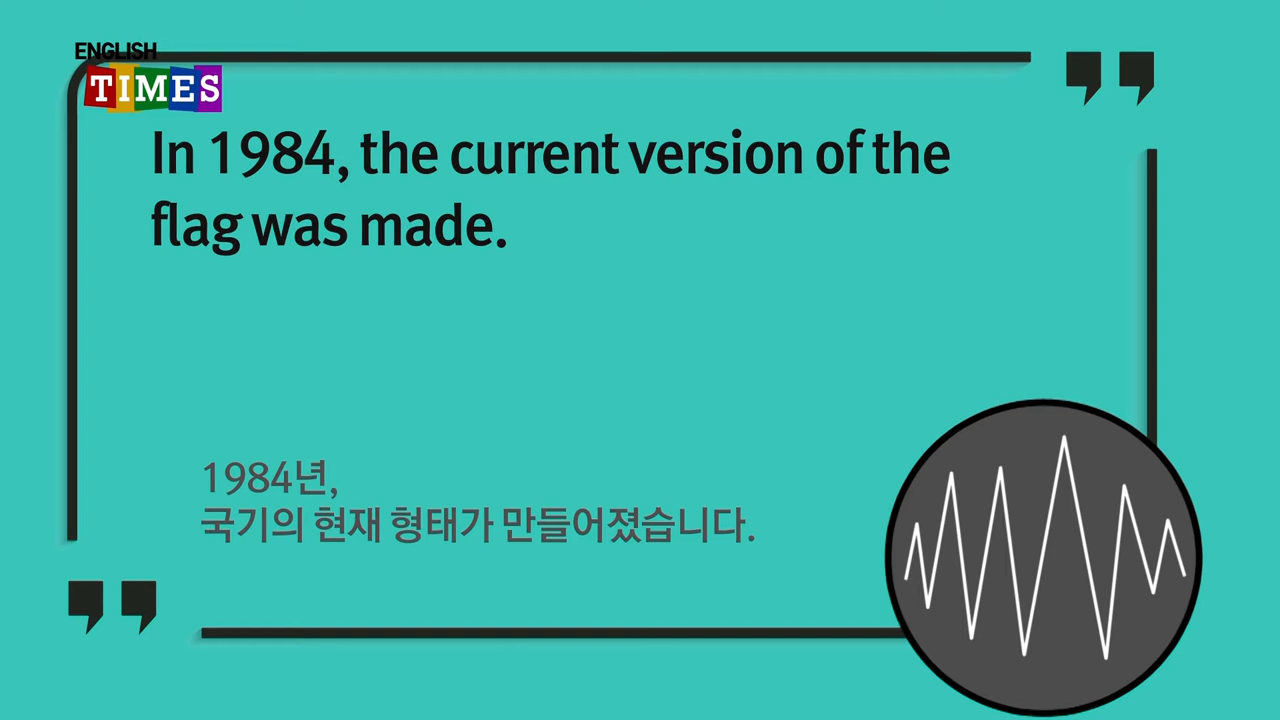 ENGLISH
TIMES
In 1984, the current version of the
flag was made.
1984년,
국기의 현재 형태가 만들어졌습니다.